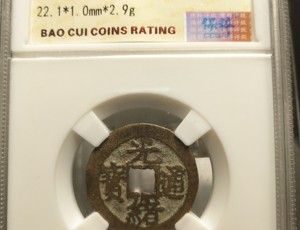 22.1*1.0mm*2.9g
BAO CUI COINS RATING
光
寶 通
緒